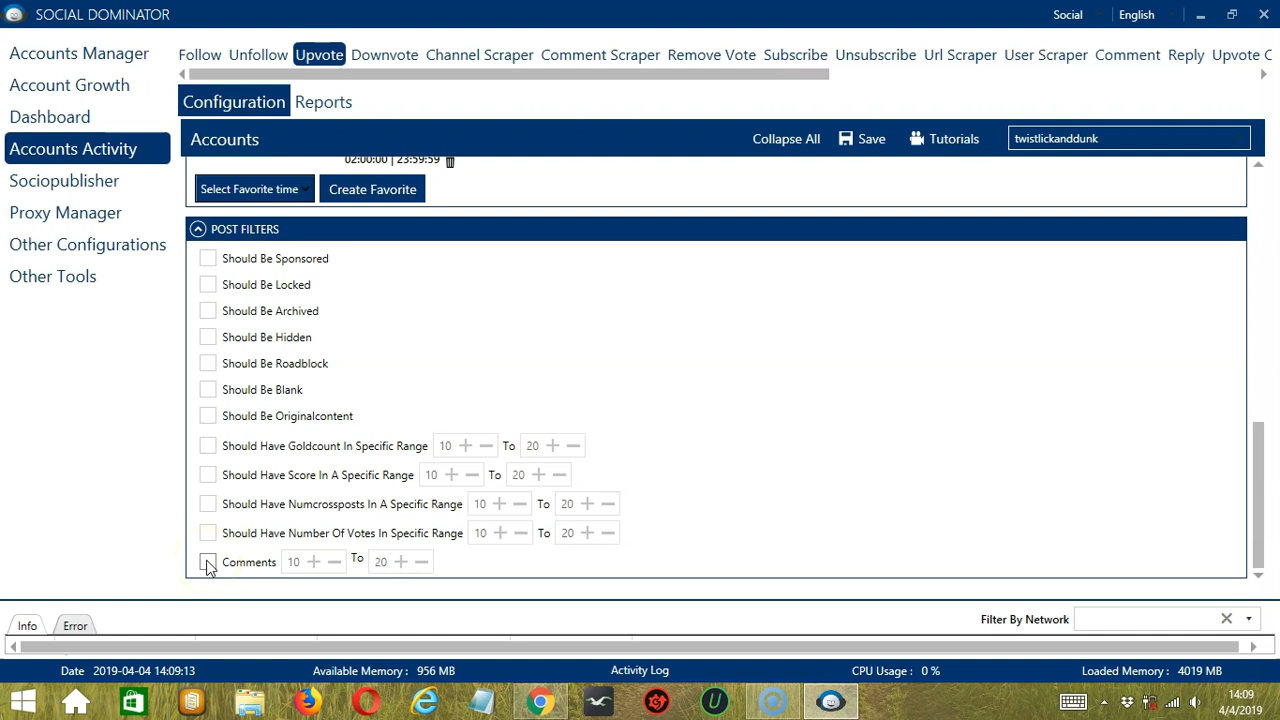 SOCIAL DOMINATOR
Social
English
Accounts Manager
Account Growth
Dashboard
Accounts Activity
Sociopublisher
Proxy Manager
Other Configurations
Other Tools
Follow Unfollow Upvote Downvote Channel Scraper Comment Scraper Remove Vote Subscribe Unsubscribe Url Scraper User Scraper Comment Reply Upvote C
Configuration Reports
Accounts Collapse All Save Tutorials twistlickanddunk
02:00:00 | 23:59:59
Select Favorite time Create Favorite
POST FILTERS
Should Be Sponsored
Should Be Locked
Should Be Archived
Should Be Hidden
Should Be Roadblock
Should Be Blank
Should Be Originalcontent
Should Have Goldcount In Specific Range 10 + − To 20 + −
Should Have Score In A Specific Range 10 + − To 20 + −
Should Have Numcrossposts In A Specific Range 10 + − To 20 + −
Should Have Number Of Votes In Specific Range 10 + − To 20 + −
Comments 10 + − To 20 + −
Info Error Filter By Network
Date 2019-04-04 14:09:13 Available Memory : 956 MB Activity Log CPU Usage : 0 % Loaded Memory : 4019 MB
14:09
4/4/2019